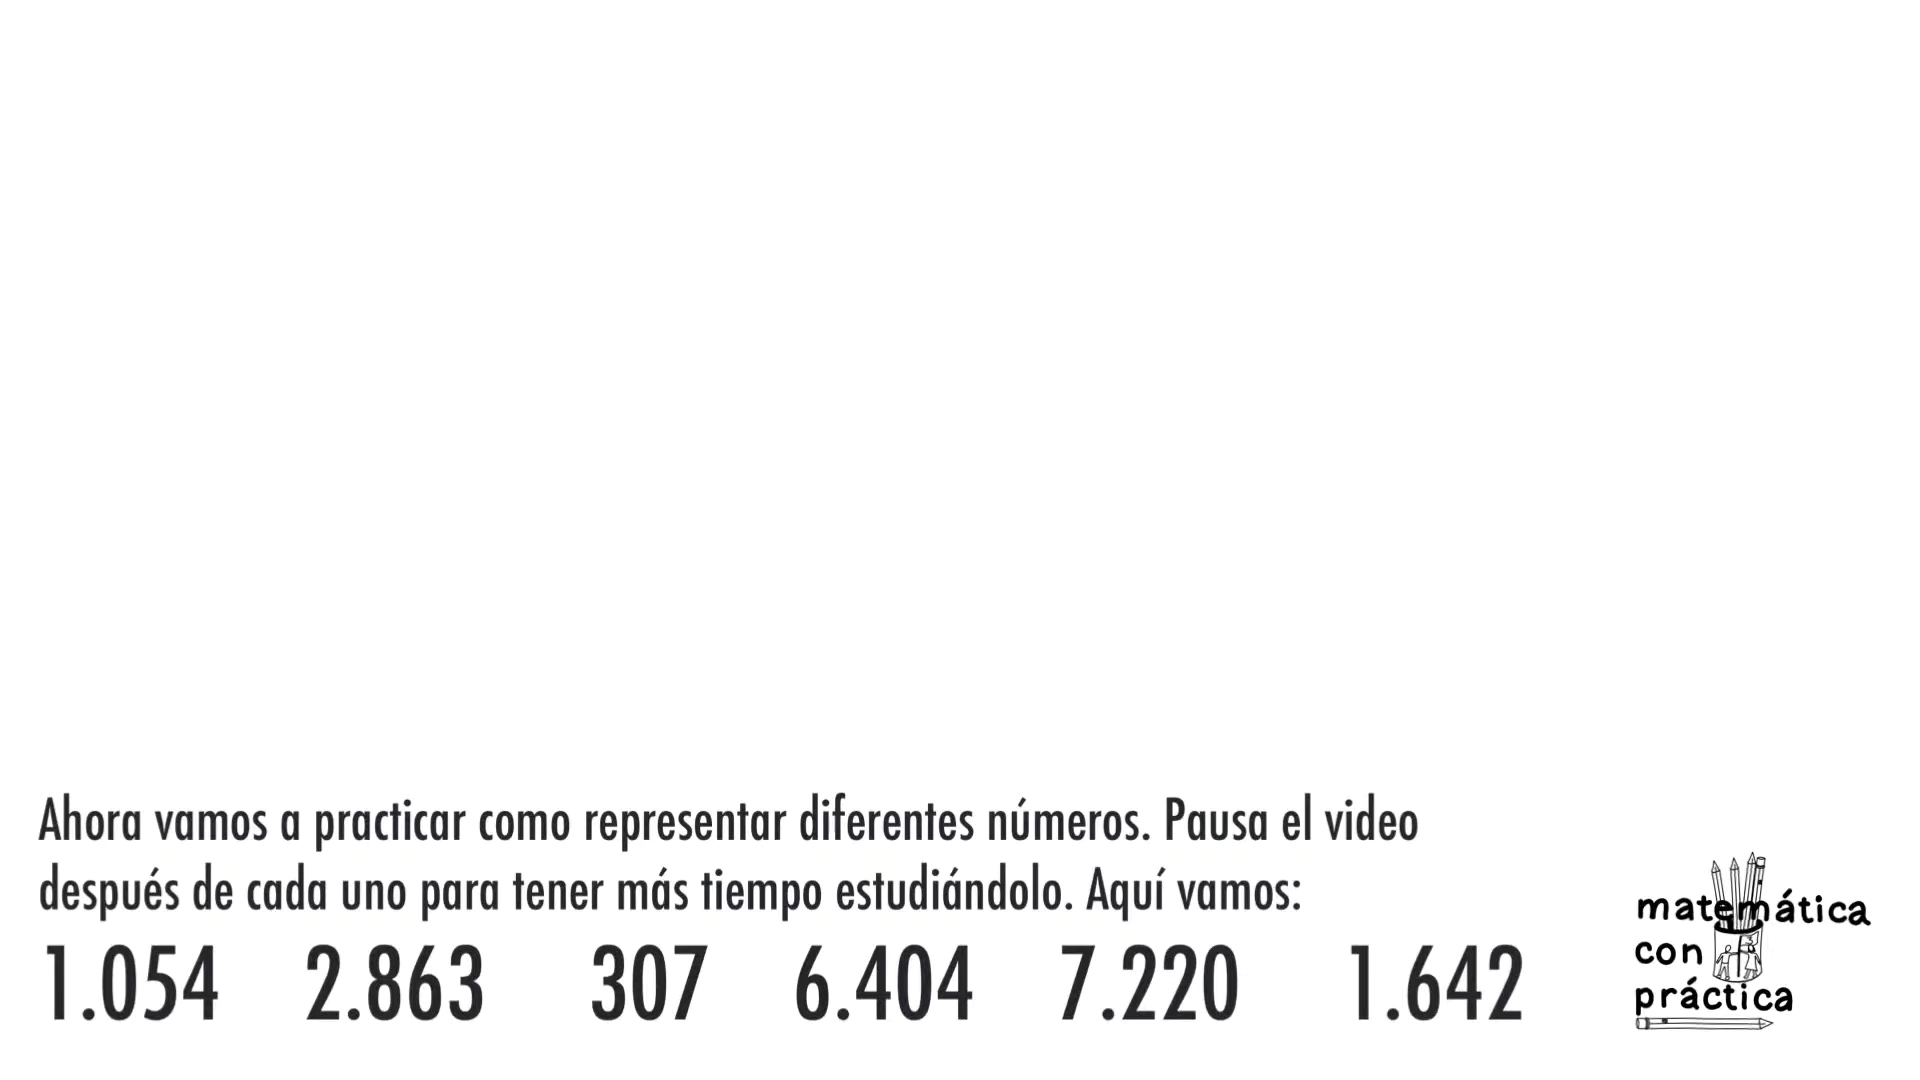 Ahora vamos a practicar como representar diferentes números. Pausa el video
después de cada uno para tener más tiempo estudiándolo. Aquí vamos:
1.054 2.863 307 6.404 7.220 1.642
matemática
con
práctica